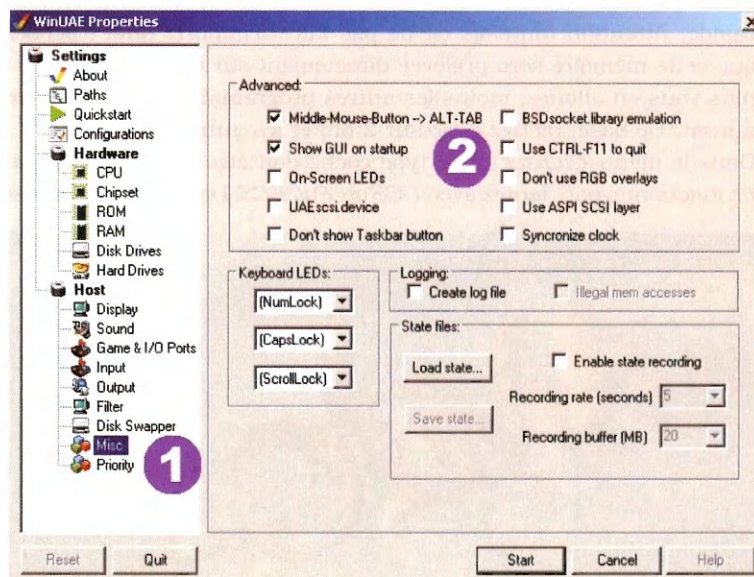 WinUAE Properties
Settings
About
Paths
Quickstart
Configurations
Hardware
CPU
Chipset
ROM
RAM
Disk Drives
Hard Drives
Host
Display
Sound
Game & I/O Ports
Input
Output
Filter
Disk Swapper
Misc
Priority
1
Advanced:
Middle-Mouse-Button --> ALT-TAB
BSDsocket.library emulation
Show GUI on startup
2
Use CTRL-F11 to quit
On-Screen LEDs
Don't use RGB overlays
UAEscsi.device
Use ASPI SCSI layer
Don't show Taskbar button
Syncronize clock
Keyboard LEDs:
(NumLock)
(CapsLock)
(ScrollLock)
Logging:
Create log file
Illegal mem accesses
State files:
Load state...
Enable state recording
Recording rate (seconds) 5
Save state...
Recording buffer (MB) 20
Reset
Quit
Start
Cancel
Help